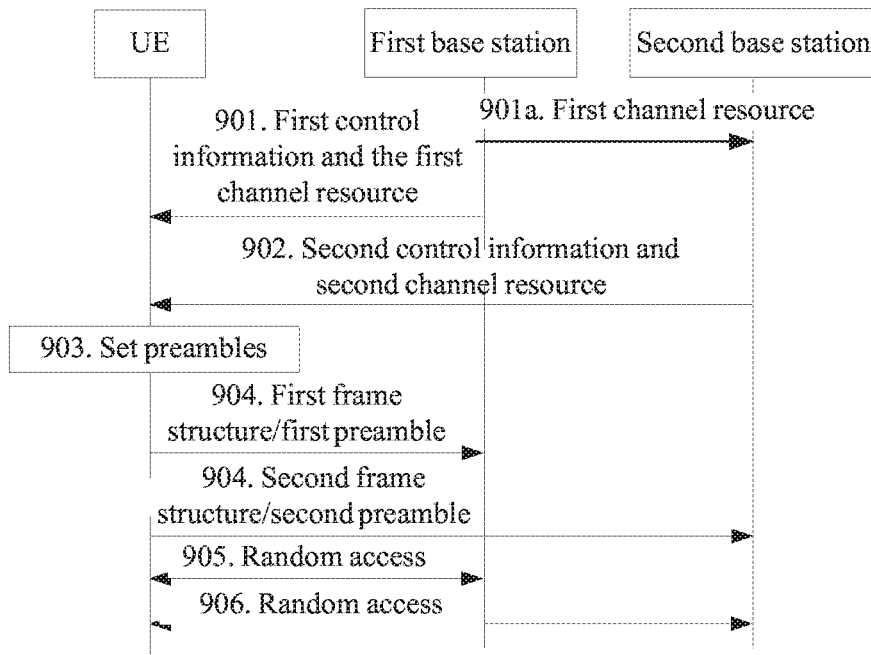 UE
First base station
Second base station
901a. First channel resource
901. First control
information and the first
channel resource
902. Second control information and
second channel resource
903. Set preambles
904. First frame
structure/first preamble
904. Second frame
structure/second preamble
905. Random access
906. Random access